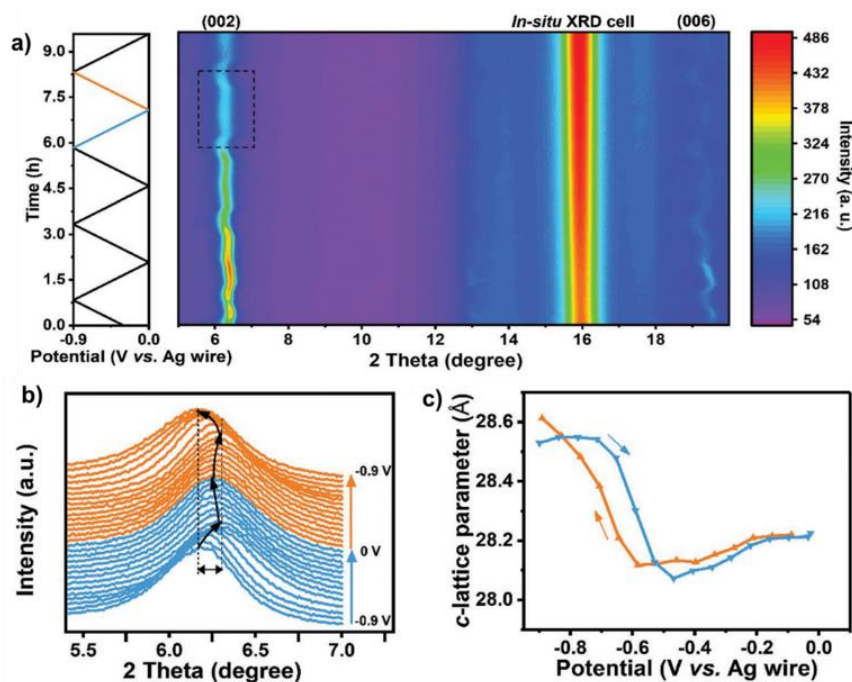 a)
(002)
In-situ XRD cell
(006)
9.0
7.5
6.0
4.5
3.0
1.5
0.0
Time (h)
-0.9
0.0
Potential (V vs. Ag wire)
6
8
10
12
14
16
18
2 Theta (degree)
486
432
378
324
270
216
162
108
54
Intensity (a. u.)
b)
Intensity (a.u.)
-0.9 V
0 V
-0.9 V
5.5
6.0
6.5
7.0
2 Theta (degree)
c)
c-lattice parameter (Å)
28.6
28.4
28.2
28.0
-0.8
-0.6
-0.4
-0.2
0.0
Potential (V vs. Ag wire)